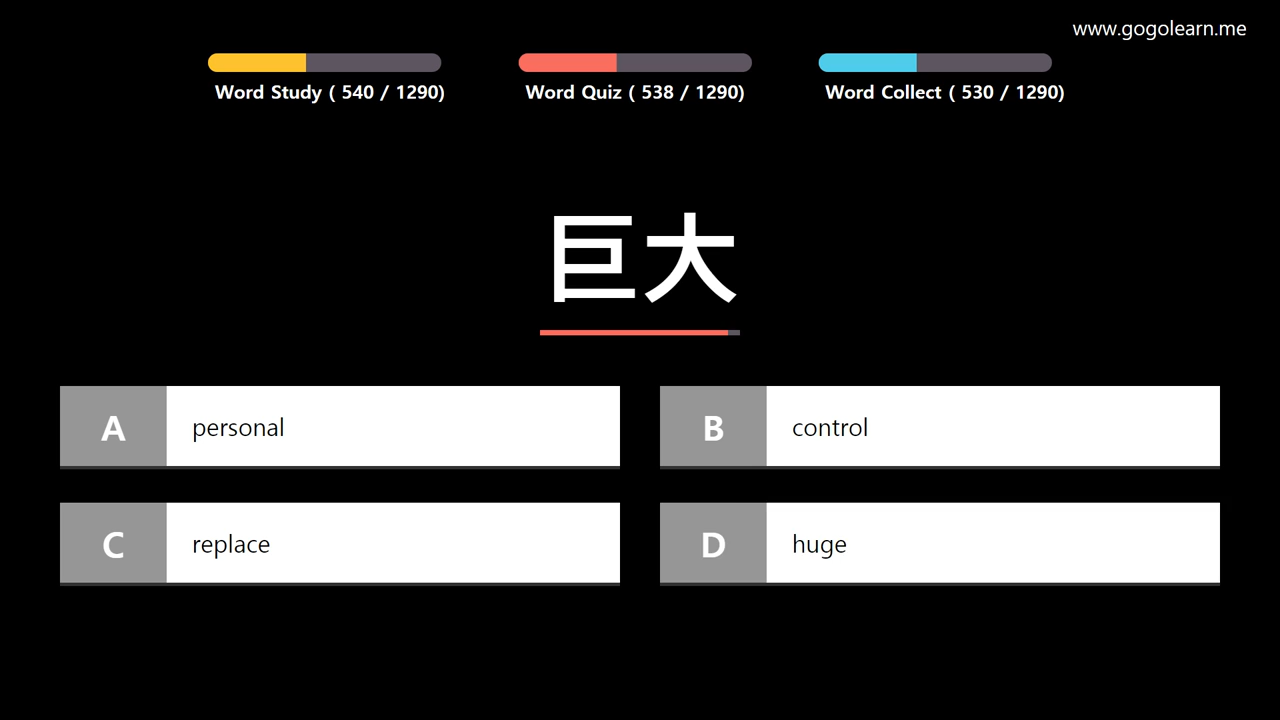 www.gogolearn.me
Word Study ( 540 / 1290)
Word Quiz ( 538 / 1290)
Word Collect ( 530 / 1290)
巨大
A personal
B control
C replace
D huge